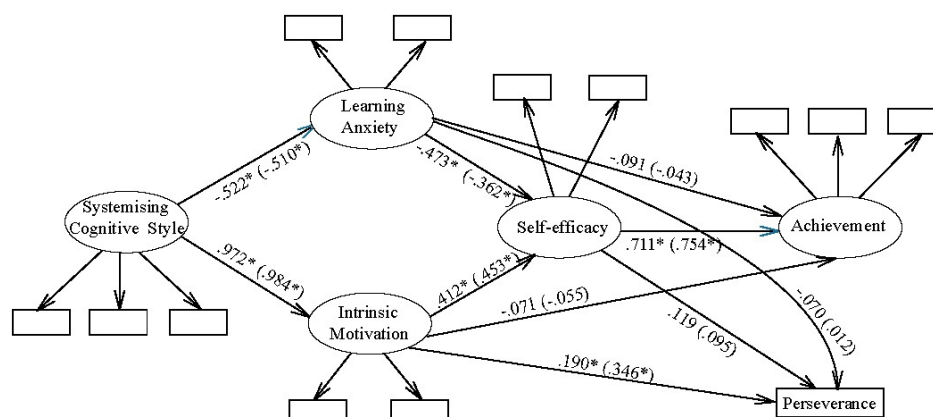 Learning
Anxiety
-.522* (-.510*)
-.473*
(-.362*)
-.091 (-.043)
Systemising
Cognitive Style
Self-efficacy
.711* (.754*)
Achievement
.972* (.984*)
.412* (.453*)
-.071 (-.055)
-.070 (.012)
Intrinsic
Motivation
.119 (.095)
.190* (.346*)
Perseverance